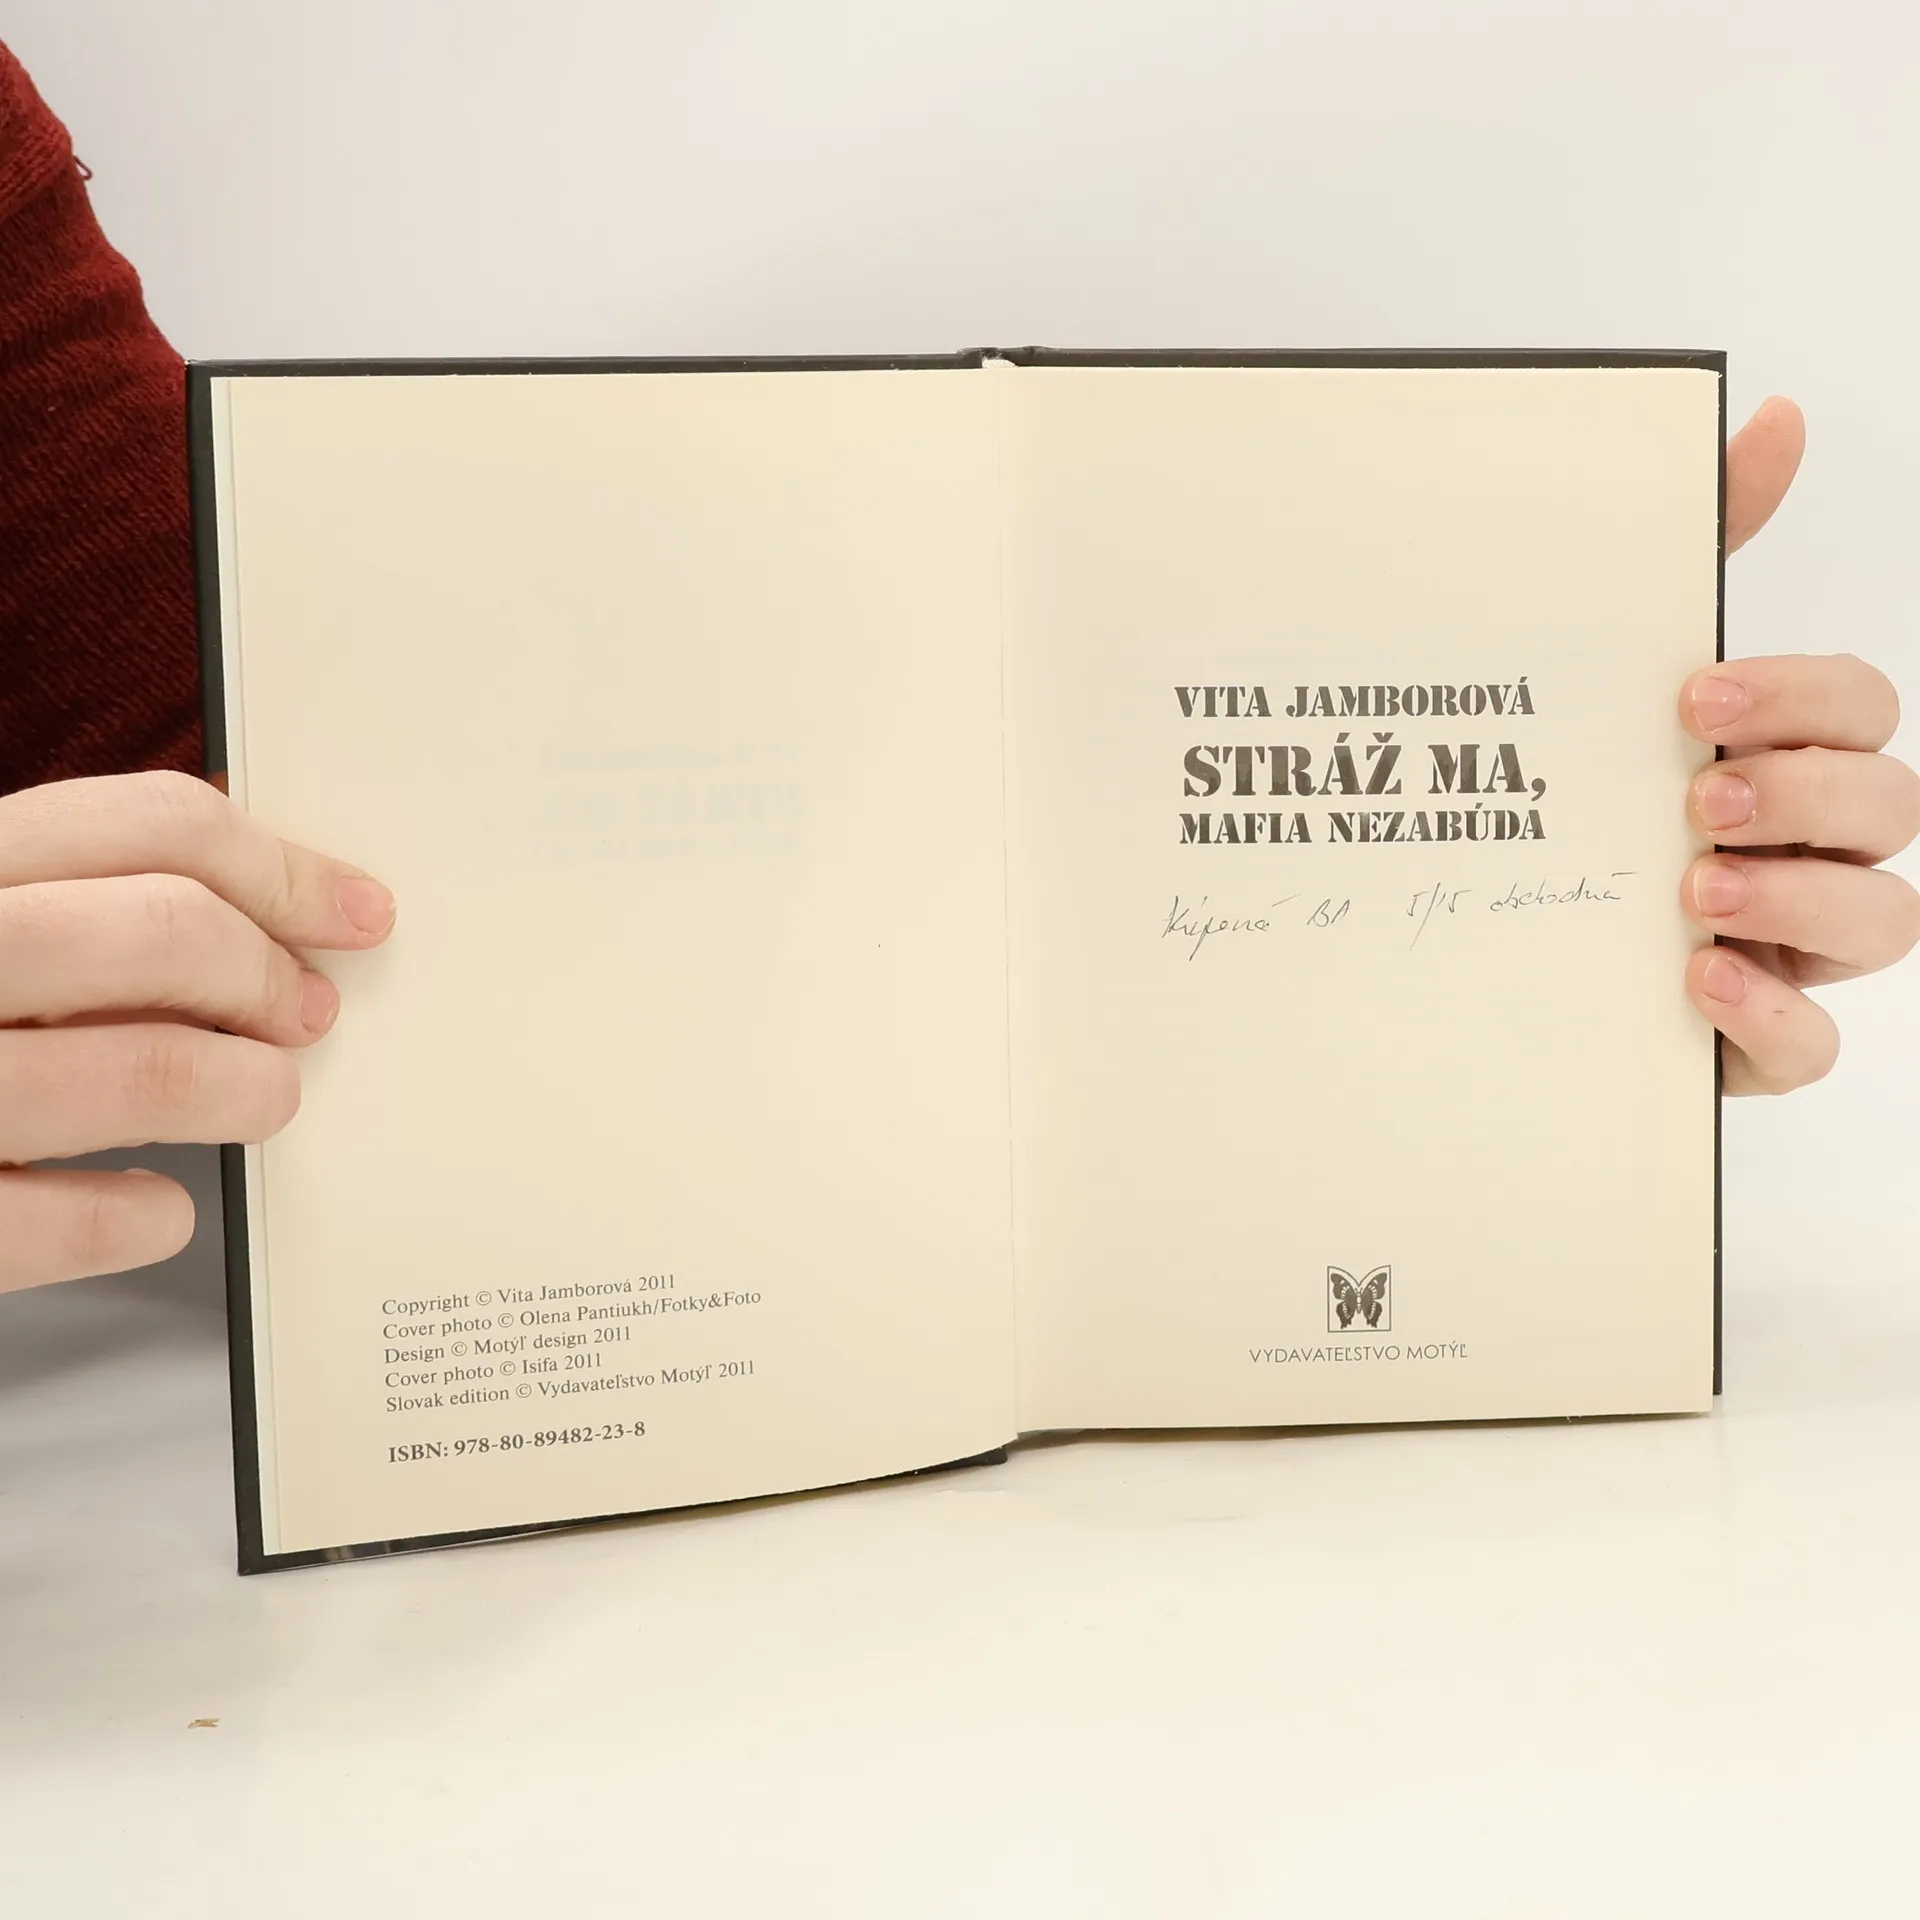 Copyright © Vita Jamborová 2011
Cover photo © Olena Pantiukh/Fotky&Foto
Design © Motýľ design 2011
Cover photo © Isifa 2011
Slovak edition © Vydavateľstvo Motýľ 2011
ISBN: 978-80-89482-23-8
VITA JAMBOROVÁ
STRÁŽ MA,
MAFIA NEZABÚDA
Kúpená BA 5/15 obchodná
VYDAVATEĽSTVO MOTÝĽ